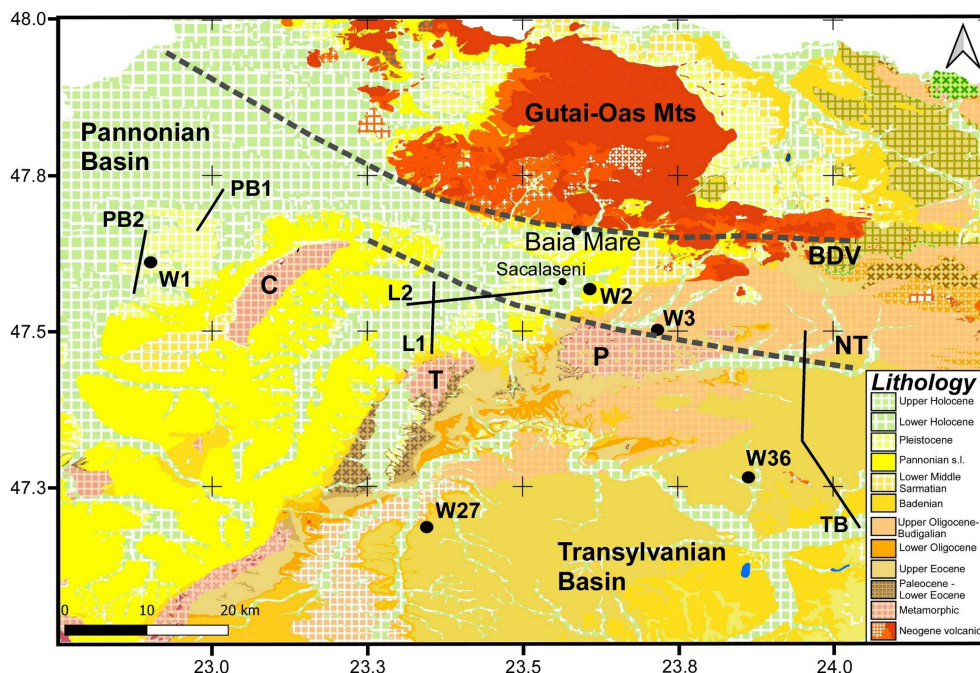 48.0
47.8
47.5
47.3
Gutai-Oas Mts
Pannonian
Basin
PB1
PB2
W1
C
Baia Mare
BDV
Sacalaseni
L2
W2
W3
L1
T
P
NT
W36
W27
TB
Transylvanian
Basin
Lithology
Upper Holocene
Lower Holocene
Pleistocene
Pannonian s.l.
Lower Middle
Sarmatian
Badenian
Upper Oligocene-
Budigalian
Lower Oligocene
Upper Eocene
Paleocene -
Lower Eocene
Metamorphic
Neogene volcanic
0 10 20 km
23.0 23.3 23.5 23.8 24.0